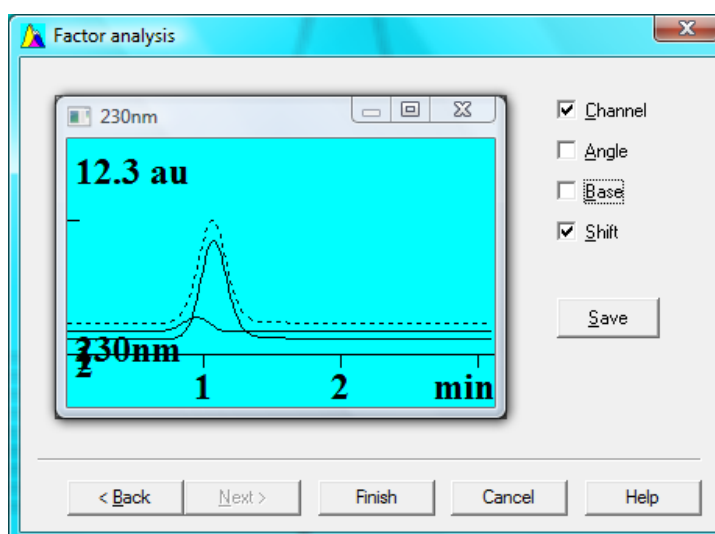 Factor analysis
230nm
12.3 au
230nm
1
2
min
Channel
Angle
Base
Shift
Save
< Back
Next >
Finish
Cancel
Help